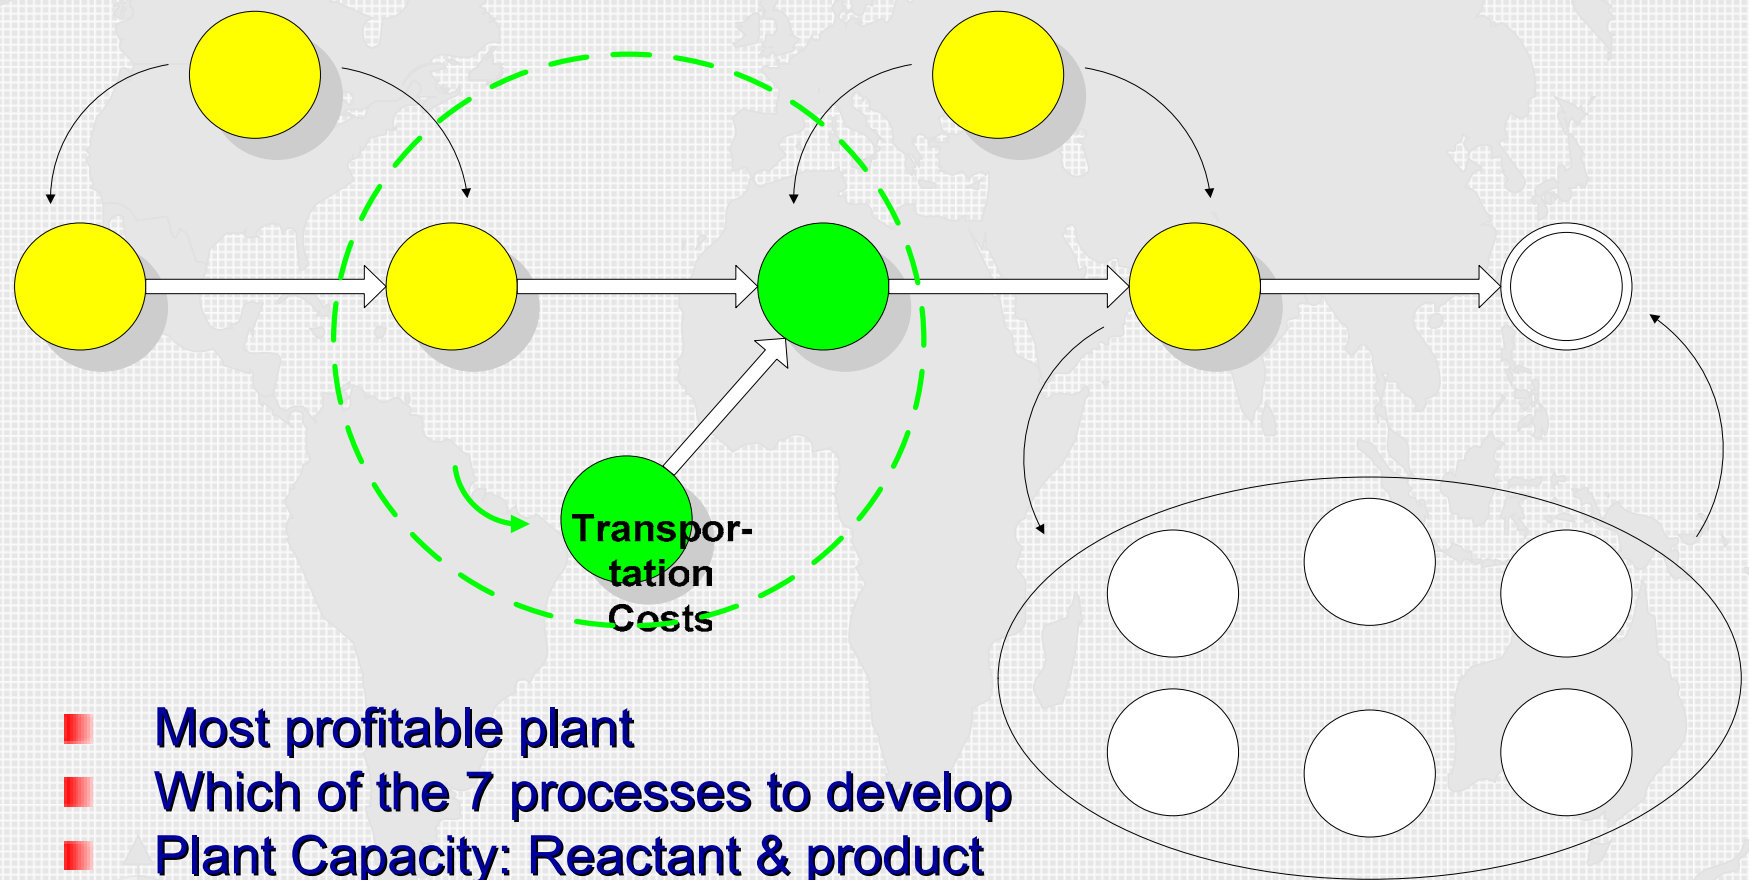 Transpor-
tation
Costs
Most profitable plant
Which of the 7 processes to develop
Plant Capacity: Reactant & product